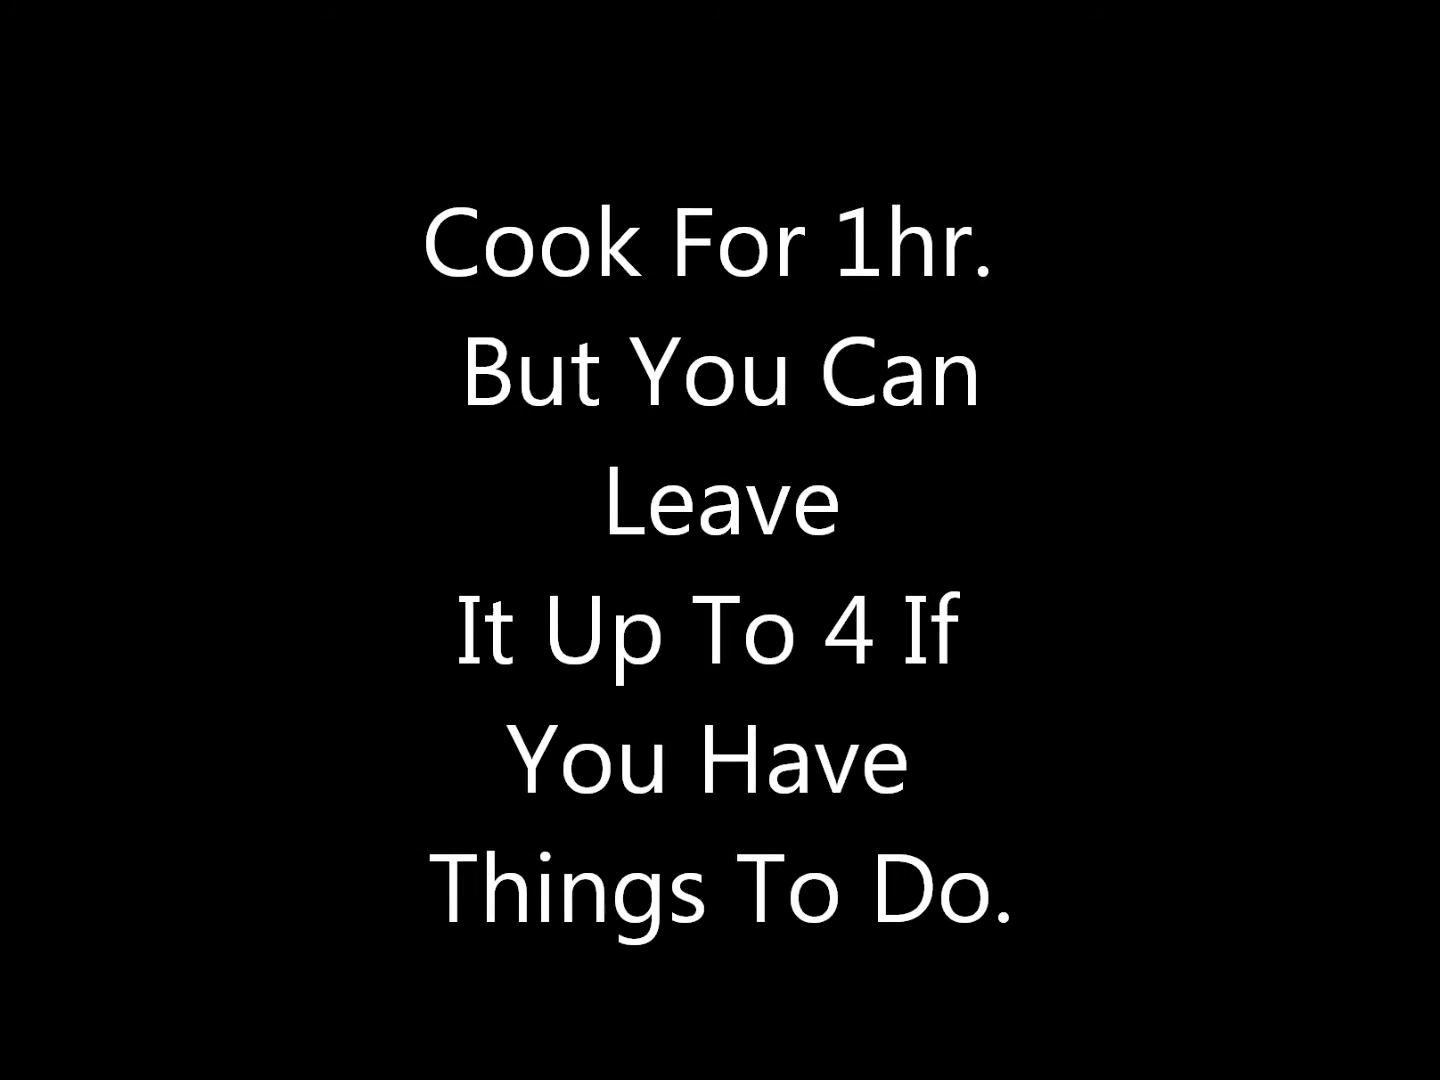 Cook For 1hr.
But You Can
Leave
It Up To 4 If
You Have
Things To Do.